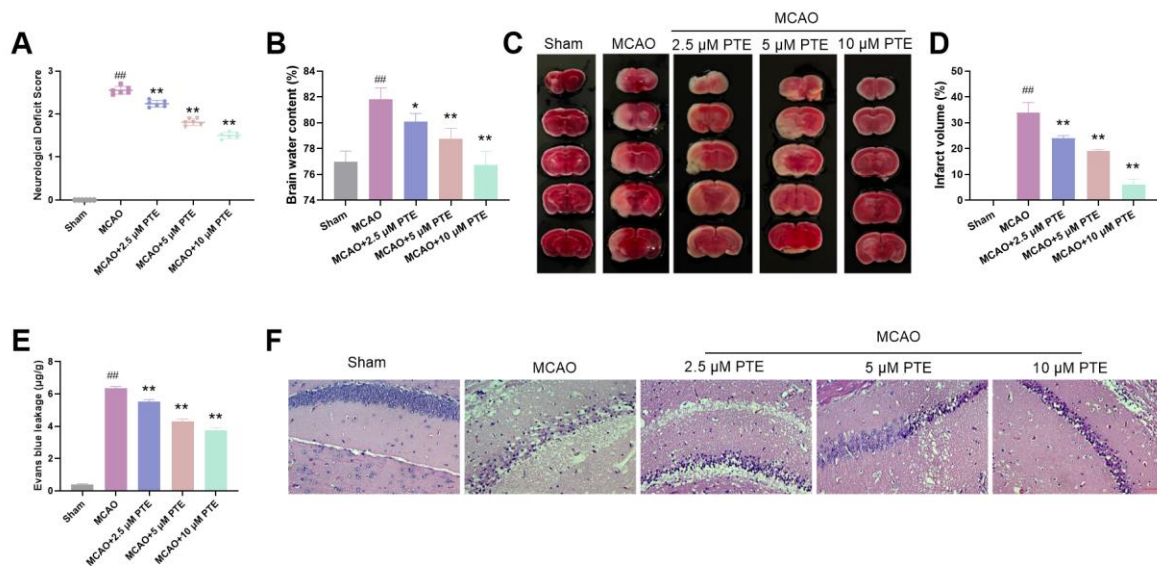 A
Neurological Deficit Score
3
2
1
0
##
**
**
**
Sham
MCAO
MCAO+2.5 μM PTE
MCAO+5 μM PTE
MCAO+10 μM PTE
B
Brain water content (%)
84
82
80
78
76
74
##
*
**
**
Sham
MCAO
MCAO+2.5 μM PTE
MCAO+5 μM PTE
MCAO+10 μM PTE
C
MCAO
Sham
MCAO
2.5 μM PTE
5 μM PTE
10 μM PTE
D
Infarct volume (%)
50
40
30
20
10
0
##
**
**
**
Sham
MCAO
MCAO+2.5 μM PTE
MCAO+5 μM PTE
MCAO+10 μM PTE
E
Evans blue leakage (μg/g)
8
6
4
2
0
##
**
**
**
Sham
MCAO
MCAO+2.5 μM PTE
MCAO+5 μM PTE
MCAO+10 μM PTE
F
MCAO
Sham
MCAO
2.5 μM PTE
5 μM PTE
10 μM PTE